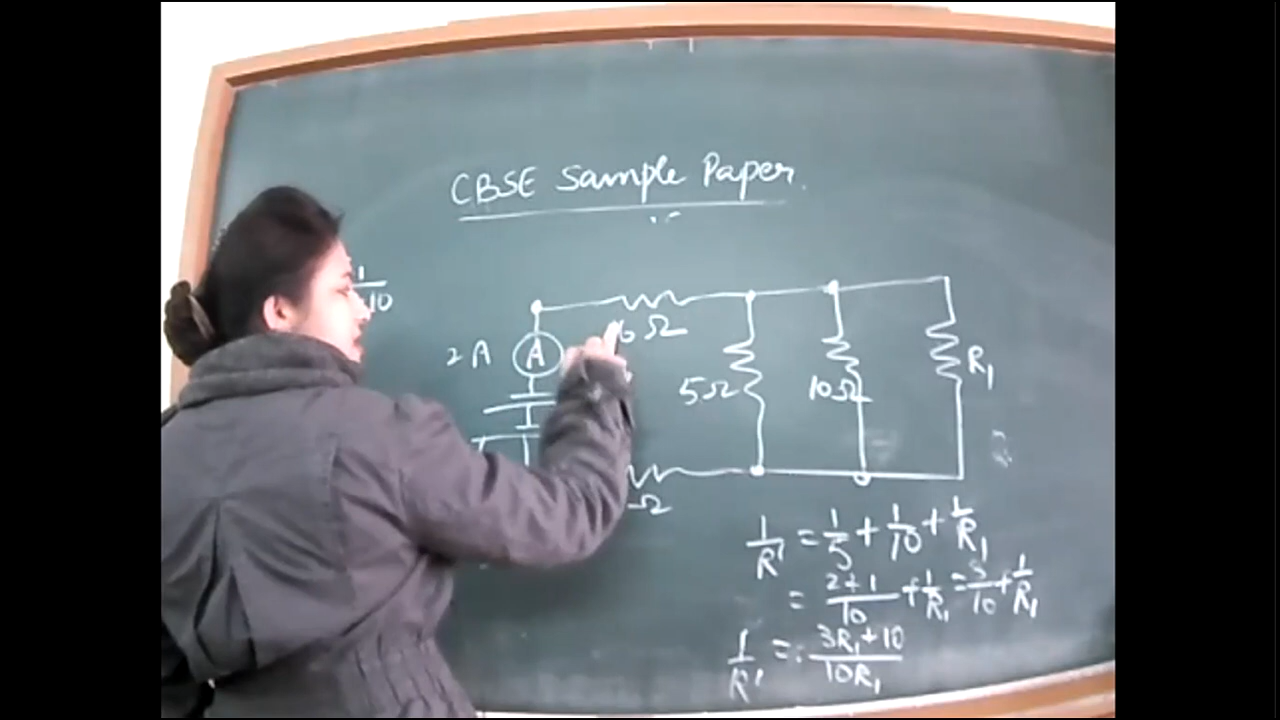 CBSE Sample Paper.
1
10
2 A
A
6 Ω
5Ω
10Ω
R1
Ω
1/R' = 1/5 + 1/10 + 1/R1
= 2+1/10 + 1/R1 = 3/10 + 1/R1
1/R' = 3R1+10/10R1